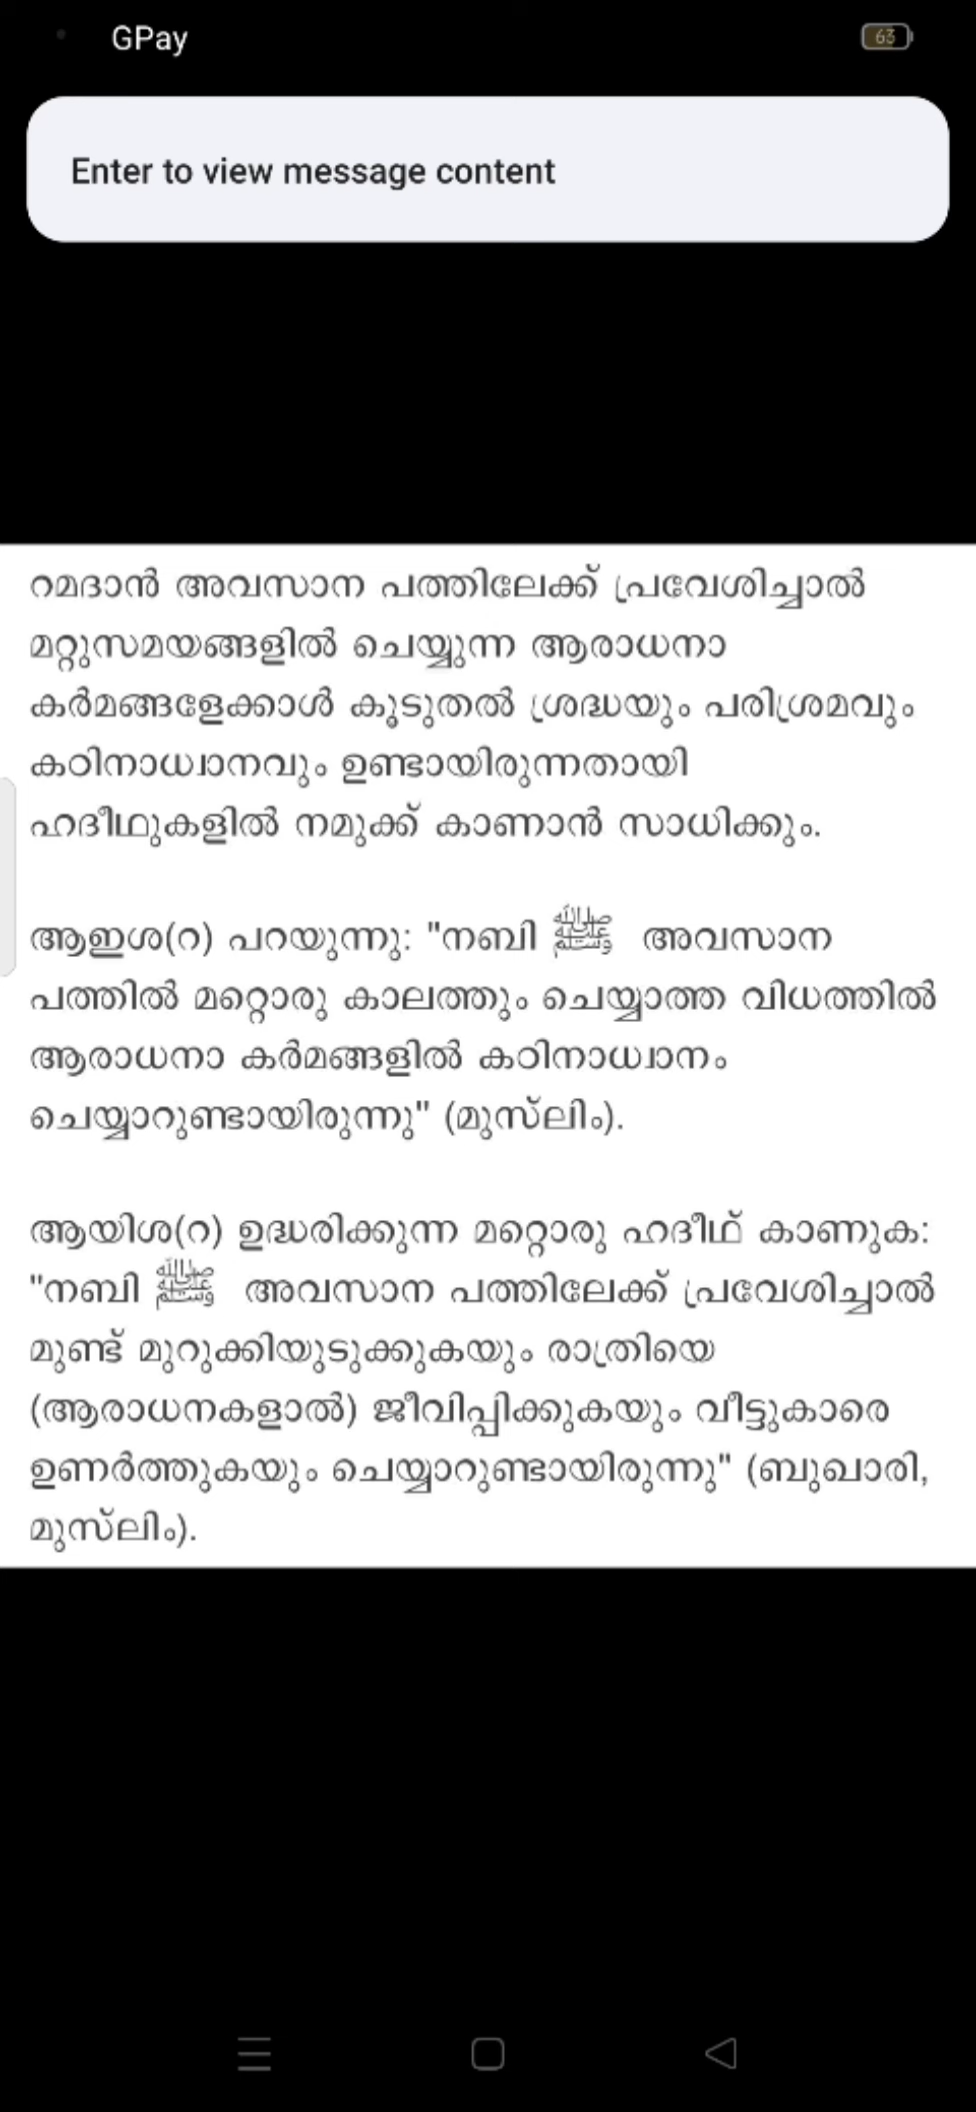 GPay
63
Enter to view message content
റമദാൻ അവസാന പത്തിലേക്ക് പ്രവേശിച്ചാൽ
മറ്റുസമയങ്ങളിൽ ചെയ്യുന്ന ആരാധനാ
കർമങ്ങളേക്കാൾ കൂടുതൽ ശ്രദ്ധയും പരിശ്രമവും
കഠിനാധ്വാനവും ഉണ്ടായിരുന്നതായി
ഹദീഥുകളിൽ നമുക്ക് കാണാൻ സാധിക്കും.
ആഇശ(റ) പറയുന്നു: "നബി ﷺ അവസാന
പത്തിൽ മറ്റൊരു കാലത്തും ചെയ്യാത്ത വിധത്തിൽ
ആരാധനാ കർമങ്ങളിൽ കഠിനാധ്വാനം
ചെയ്യാറുണ്ടായിരുന്നു" (മുസ്‌ലിം).
ആയിശ(റ) ഉദ്ധരിക്കുന്ന മറ്റൊരു ഹദീഥ് കാണുക:
"നബി ﷺ അവസാന പത്തിലേക്ക് പ്രവേശിച്ചാൽ
മുണ്ട് മുറുക്കിയുടുക്കുകയും രാത്രിയെ
(ആരാധനകളാൽ) ജീവിപ്പിക്കുകയും വീട്ടുകാരെ
ഉണർത്തുകയും ചെയ്യാറുണ്ടായിരുന്നു" (ബുഖാരി,
മുസ്‌ലിം).